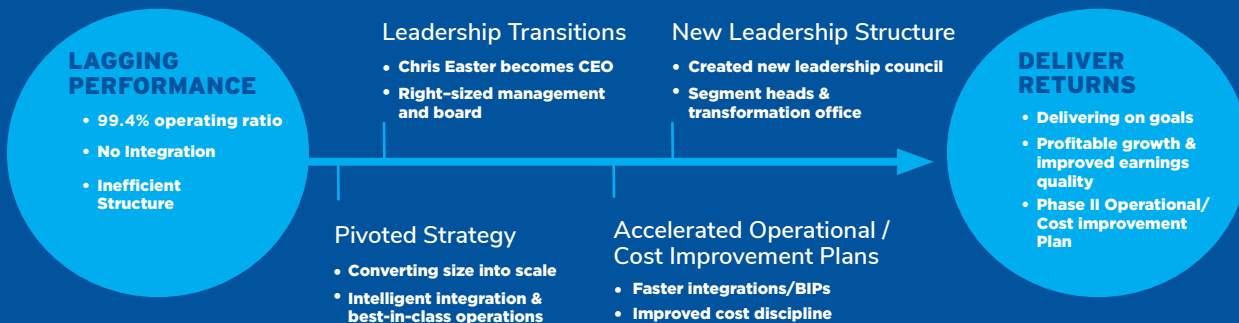 LAGGING
PERFORMANCE
• 99.4% operating ratio
• No Integration
• Inefficient
Structure
Leadership Transitions
• Chris Easter becomes CEO
• Right–sized management
and board
New Leadership Structure
• Created new leadership council
• Segment heads &
transformation office
Pivoted Strategy
• Converting size into scale
• Intelligent integration &
best-in-class operations
Accelerated Operational /
Cost Improvement Plans
• Faster integrations/BIPs
• Improved cost discipline
DELIVER
RETURNS
• Delivering on goals
• Profitable growth &
improved earnings
quality
• Phase II Operational/
Cost improvement
Plan